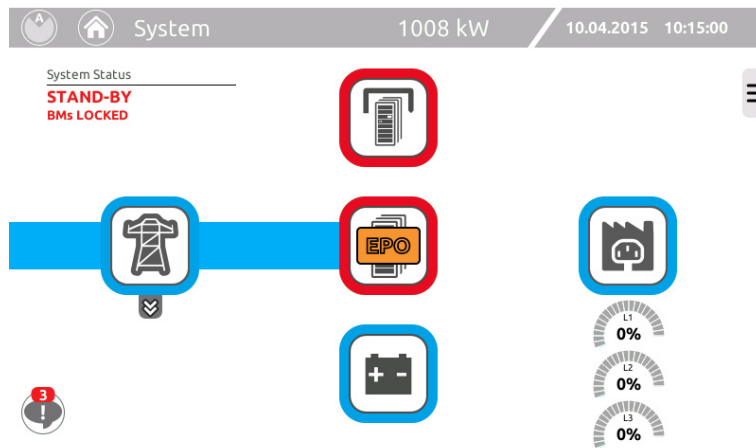 A
System
1008 kW
10.04.2015 10:15:00
System Status
STAND-BY
BMs LOCKED
EPO
+ -
L1
0%
L2
0%
L3
0%
3
!